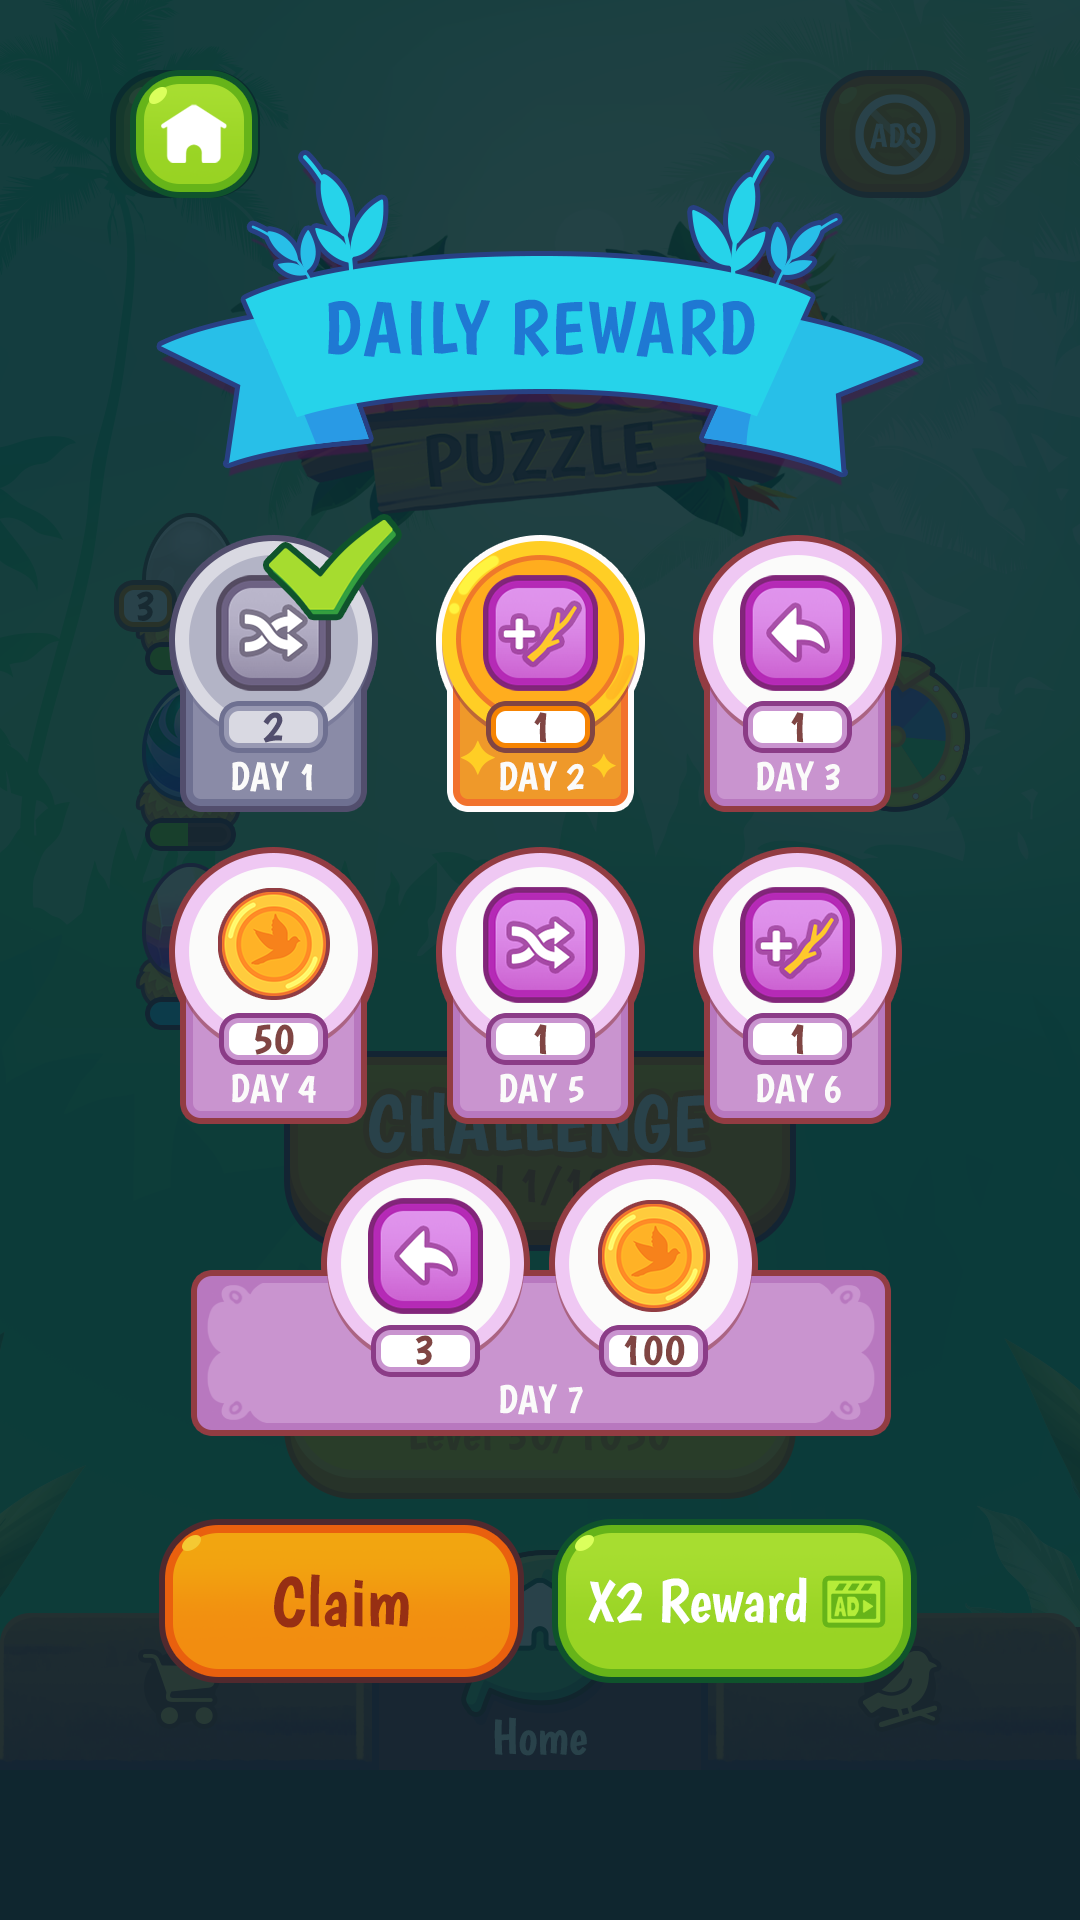 ADS
DAILY REWARD
PUZZLE
3
2
DAY 1
1
DAY 2
1
DAY 3
50
DAY 4
1
DAY 5
1
DAY 6
CHALLENGE
3
100
DAY 7
Claim
X2 Reward
AD
Home